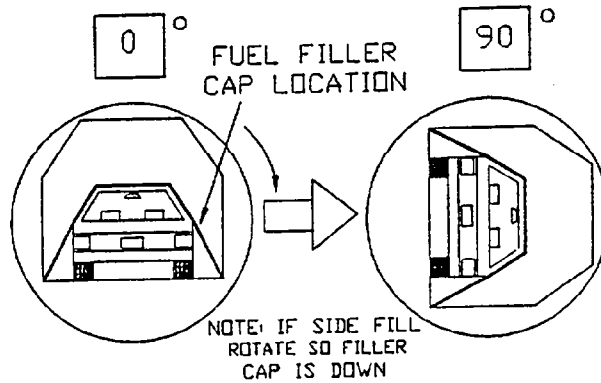 0 °
90 °
FUEL FILLER
CAP LOCATION
NOTE: IF SIDE FILL
ROTATE SO FILLER
CAP IS DOWN